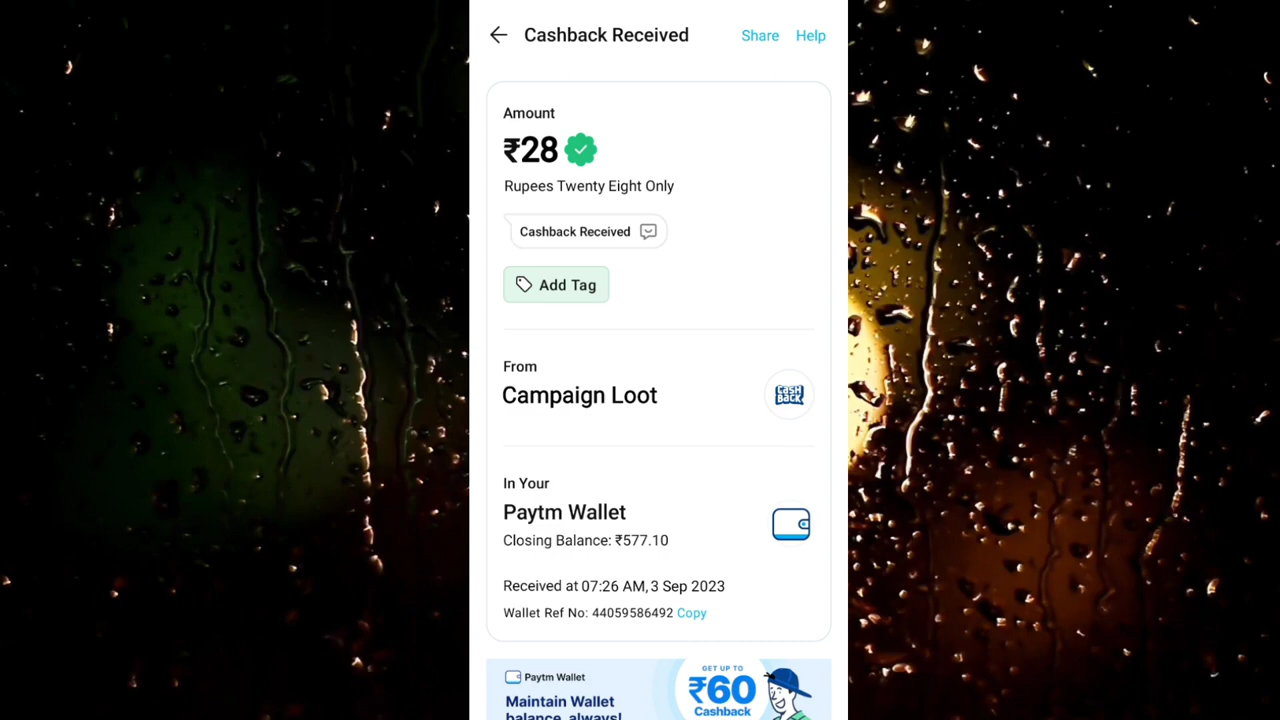 Cashback Received
Share Help
Amount
₹28
Rupees Twenty Eight Only
Cashback Received
Add Tag
From
Campaign Loot
CASH
BACK
In Your
Paytm Wallet
Closing Balance: ₹577.10
Received at 07:26 AM, 3 Sep 2023
Wallet Ref No: 44059586492 Copy
Paytm Wallet
Maintain Wallet
balance, always!
GET UP TO
₹60
Cashback